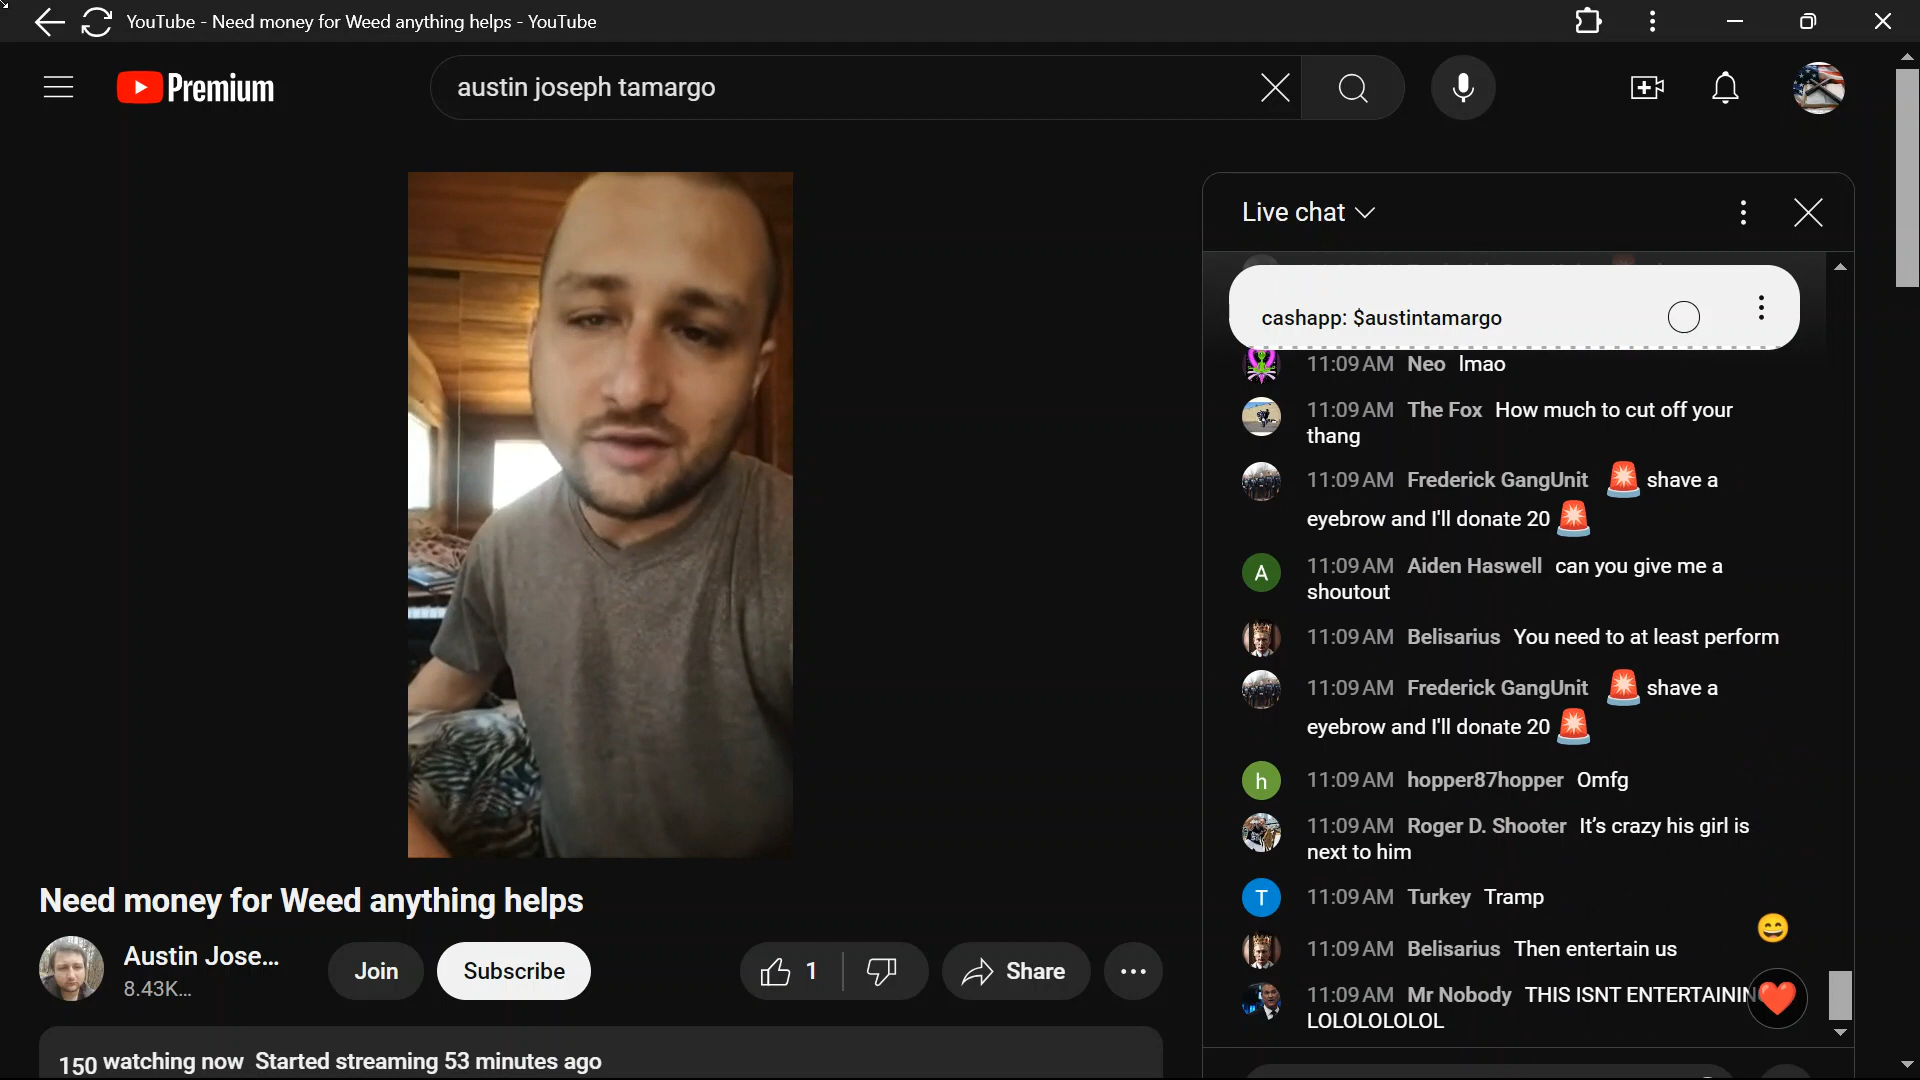 YouTube - Need money for Weed anything helps - YouTube
Premium
austin joseph tamargo
Live chat
cashapp: $austintamargo
11:09 AM Neo lmao
11:09 AM The Fox How much to cut off your
thang
11:09 AM Frederick GangUnit 🚨 shave a
eyebrow and I'll donate 20 🚨
A
11:09 AM Aiden Haswell can you give me a
shoutout
11:09 AM Belisarius You need to at least perform
11:09 AM Frederick GangUnit 🚨 shave a
eyebrow and I'll donate 20 🚨
h
11:09 AM hopper87hopper Omfg
11:09 AM Roger D. Shooter It’s crazy his girl is
next to him
T
11:09 AM Turkey Tramp
11:09 AM Belisarius Then entertain us
11:09 AM Mr Nobody THIS ISNT ENTERTAININ
LOLOLOLOLOL
Need money for Weed anything helps
Austin Jose...
8.43K...
Join
Subscribe
1
Share
150 watching now Started streaming 53 minutes ago